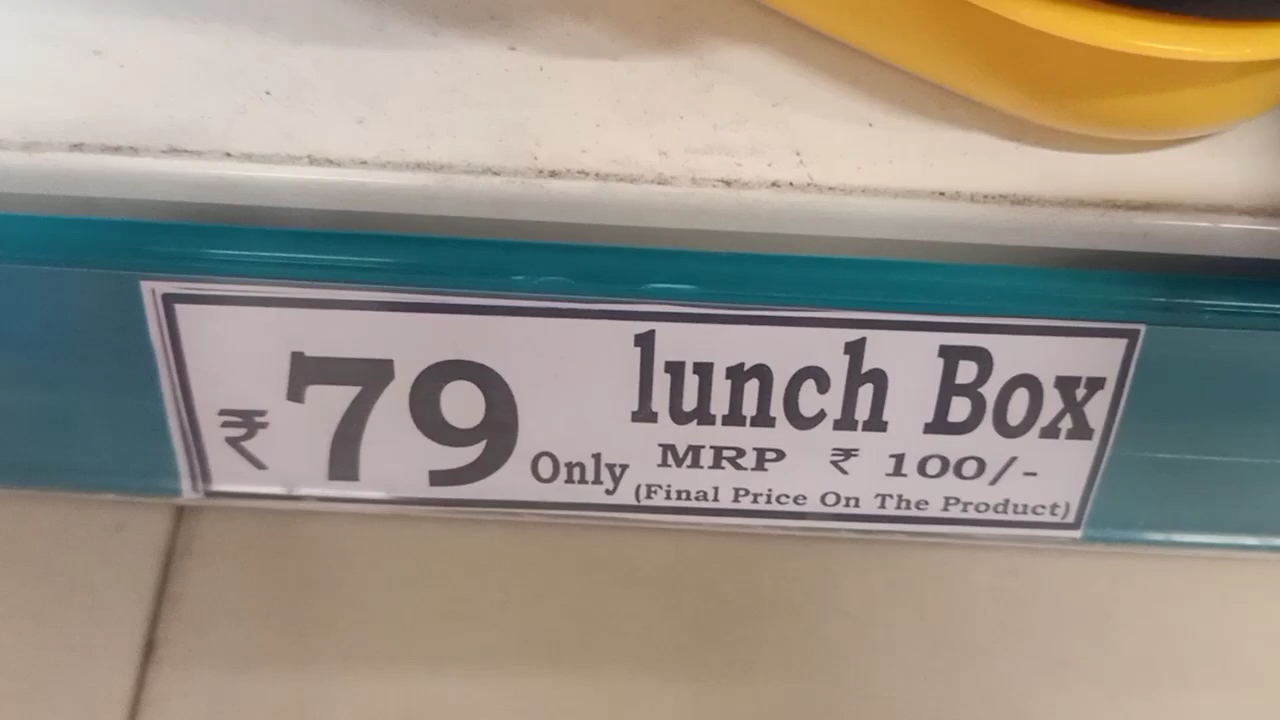 ₹ 79 Only
lunch Box
MRP ₹ 100/-
(Final Price On The Product)